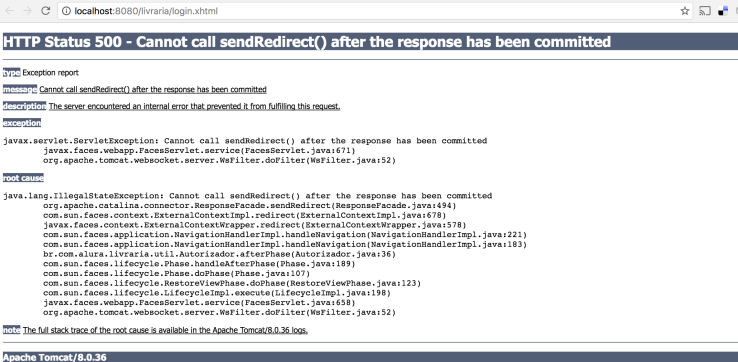 localhost:8080/livraria/login.xhtml
HTTP Status 500 - Cannot call sendRedirect() after the response has been committed
type Exception report
message Cannot call sendRedirect() after the response has been committed
description The server encountered an internal error that prevented it from fulfilling this request.
exception
javax.servlet.ServletException: Cannot call sendRedirect() after the response has been committed
javax.faces.webapp.FacesServlet.service(FacesServlet.java:671)
org.apache.tomcat.websocket.server.WsFilter.doFilter(WsFilter.java:52)
root cause
java.lang.IllegalStateException: Cannot call sendRedirect() after the response has been committed
org.apache.catalina.connector.ResponseFacade.sendRedirect(ResponseFacade.java:494)
com.sun.faces.context.ExternalContextImpl.redirect(ExternalContextImpl.java:678)
javax.faces.context.ExternalContextWrapper.redirect(ExternalContextWrapper.java:578)
com.sun.faces.application.NavigationHandlerImpl.handleNavigation(NavigationHandlerImpl.java:221)
com.sun.faces.application.NavigationHandlerImpl.handleNavigation(NavigationHandlerImpl.java:183)
br.com.alura.livraria.util.Autorizador.afterPhase(Autorizador.java:36)
com.sun.faces.lifecycle.Phase.handleAfterPhase(Phase.java:189)
com.sun.faces.lifecycle.Phase.doPhase(Phase.java:107)
com.sun.faces.lifecycle.RestoreViewPhase.doPhase(RestoreViewPhase.java:123)
com.sun.faces.lifecycle.LifecycleImpl.execute(LifecycleImpl.java:198)
javax.faces.webapp.FacesServlet.service(FacesServlet.java:658)
org.apache.tomcat.websocket.server.WsFilter.doFilter(WsFilter.java:52)
note The full stack trace of the root cause is available in the Apache Tomcat/8.0.36 logs.
Apache Tomcat/8.0.36